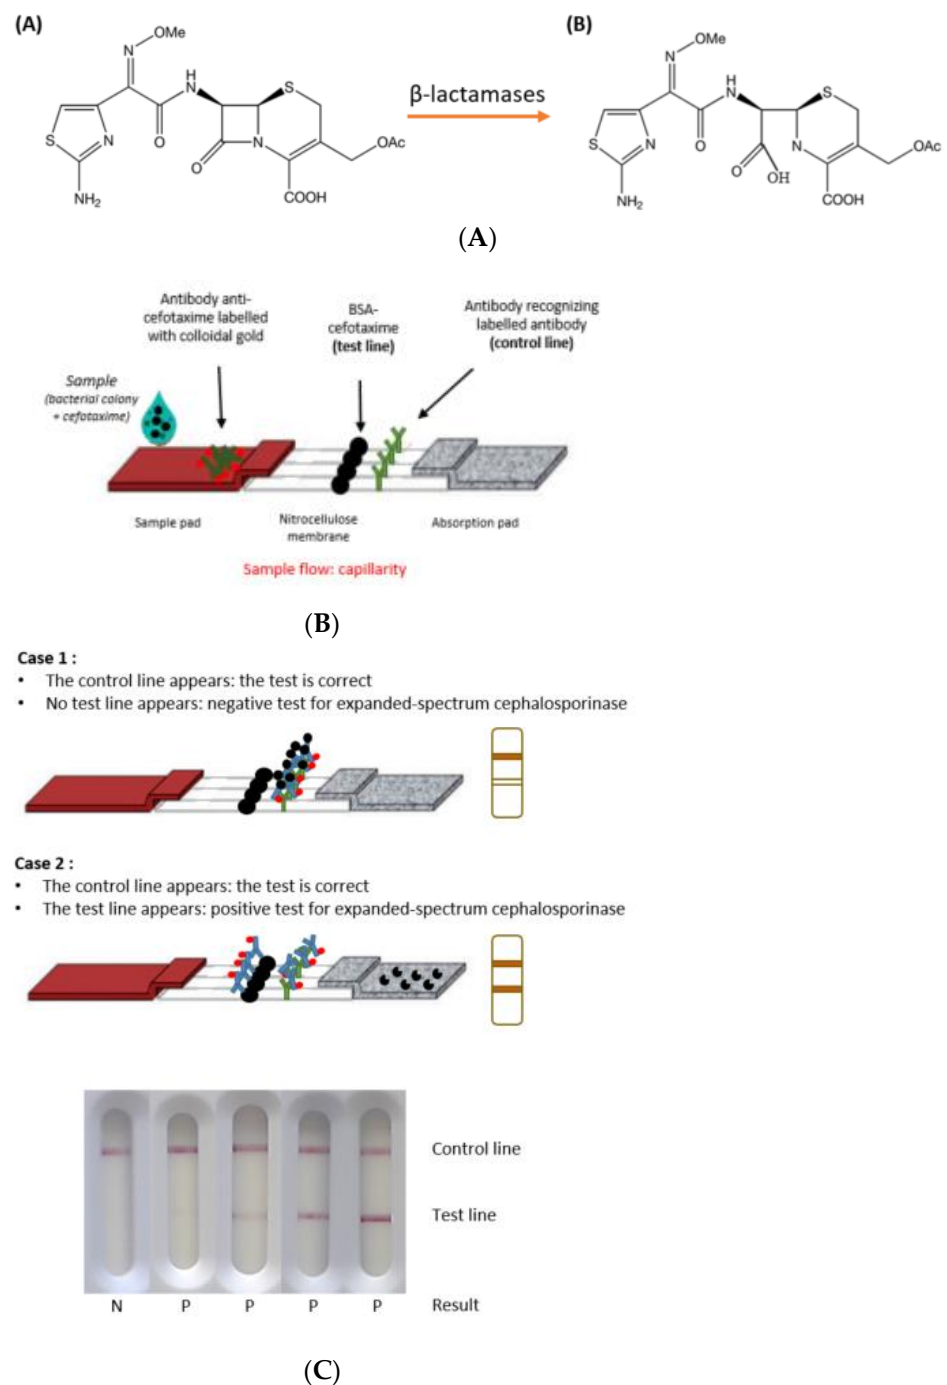 (A)
(B)
OMe
N
H
N
S
O
S
N
NH₂
O
N
OAc
COOH
β-lactamases
OMe
N
H
N
S
O
S
N
NH₂
O
OH
N
OAc
COOH
(A)
Antibody anti-
cefotaxime labelled
with colloidal gold
BSA-
cefotaxime
(test line)
Antibody recognizing
labelled antibody
(control line)
Sample
(bacterial colony
+ cefotaxime)
Sample pad
Nitrocellulose
membrane
Absorption pad
Sample flow: capillarity
(B)
Case 1 :
• The control line appears: the test is correct
• No test line appears: negative test for expanded-spectrum cephalosporinase
Case 2 :
• The control line appears: the test is correct
• The test line appears: positive test for expanded-spectrum cephalosporinase
Control line
Test line
N P P P P Result
(C)